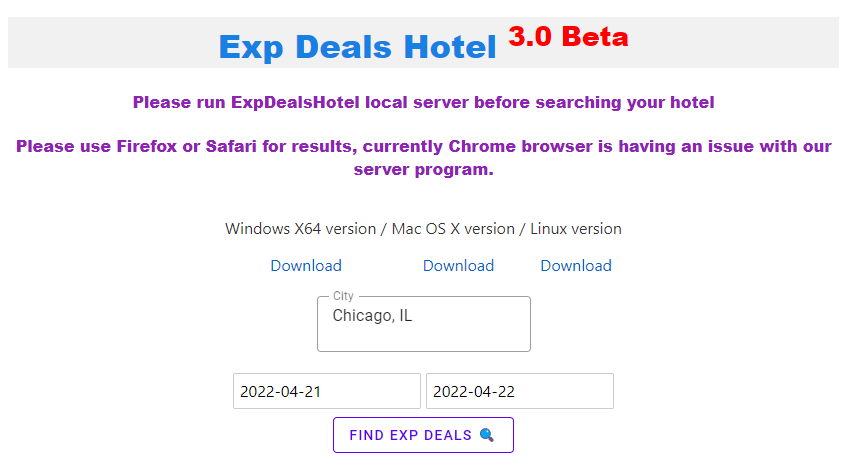 Exp Deals Hotel 3.0 Beta
Please run ExpDealsHotel local server before searching your hotel
Please use Firefox or Safari for results, currently Chrome browser is having an issue with our
server program.
Windows X64 version / Mac OS X version / Linux version
Download Download Download
City
Chicago, IL
2022-04-21 2022-04-22
FIND EXP DEALS